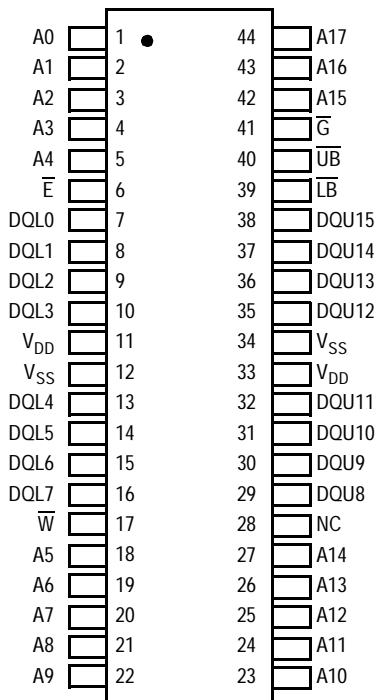 A0 1 44 A17
A1 2 43 A16
A2 3 42 A15
A3 4 41 G̅
A4 5 40 U̅B̅
E̅ 6 39 L̅B̅
DQL0 7 38 DQU15
DQL1 8 37 DQU14
DQL2 9 36 DQU13
DQL3 10 35 DQU12
VDD 11 34 VSS
VSS 12 33 VDD
DQL4 13 32 DQU11
DQL5 14 31 DQU10
DQL6 15 30 DQU9
DQL7 16 29 DQU8
W̅ 17 28 NC
A5 18 27 A14
A6 19 26 A13
A7 20 25 A12
A8 21 24 A11
A9 22 23 A10